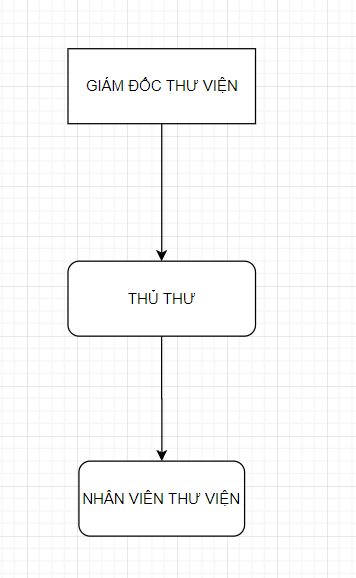 GIÁM ĐỐC THƯ VIỆN
THỦ THƯ
NHÂN VIÊN THƯ VIỆN